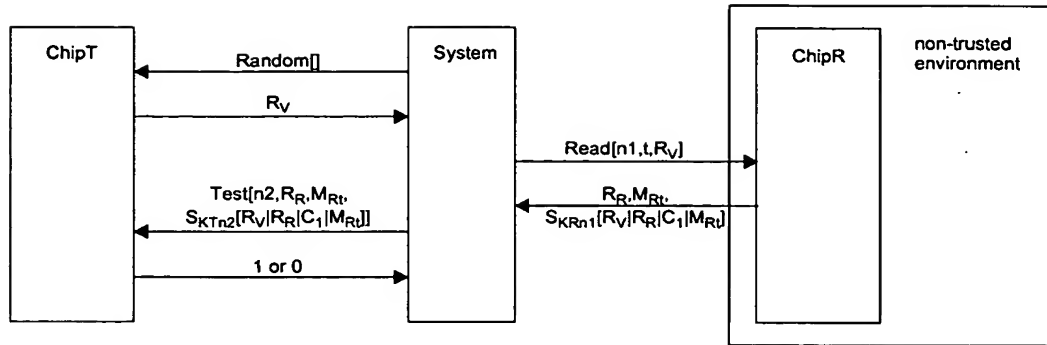 ChipT
System
ChipR
non-trusted
environment
Random[]
R_V
Read[n1,t,R_V]
Test[n2,R_R,M_Rt,
S_KTn2[R_V|R_R|C_1|M_Rt]]
R_R,M_Rt,
S_KRn1[R_V|R_R|C_1|M_Rt]
1 or 0